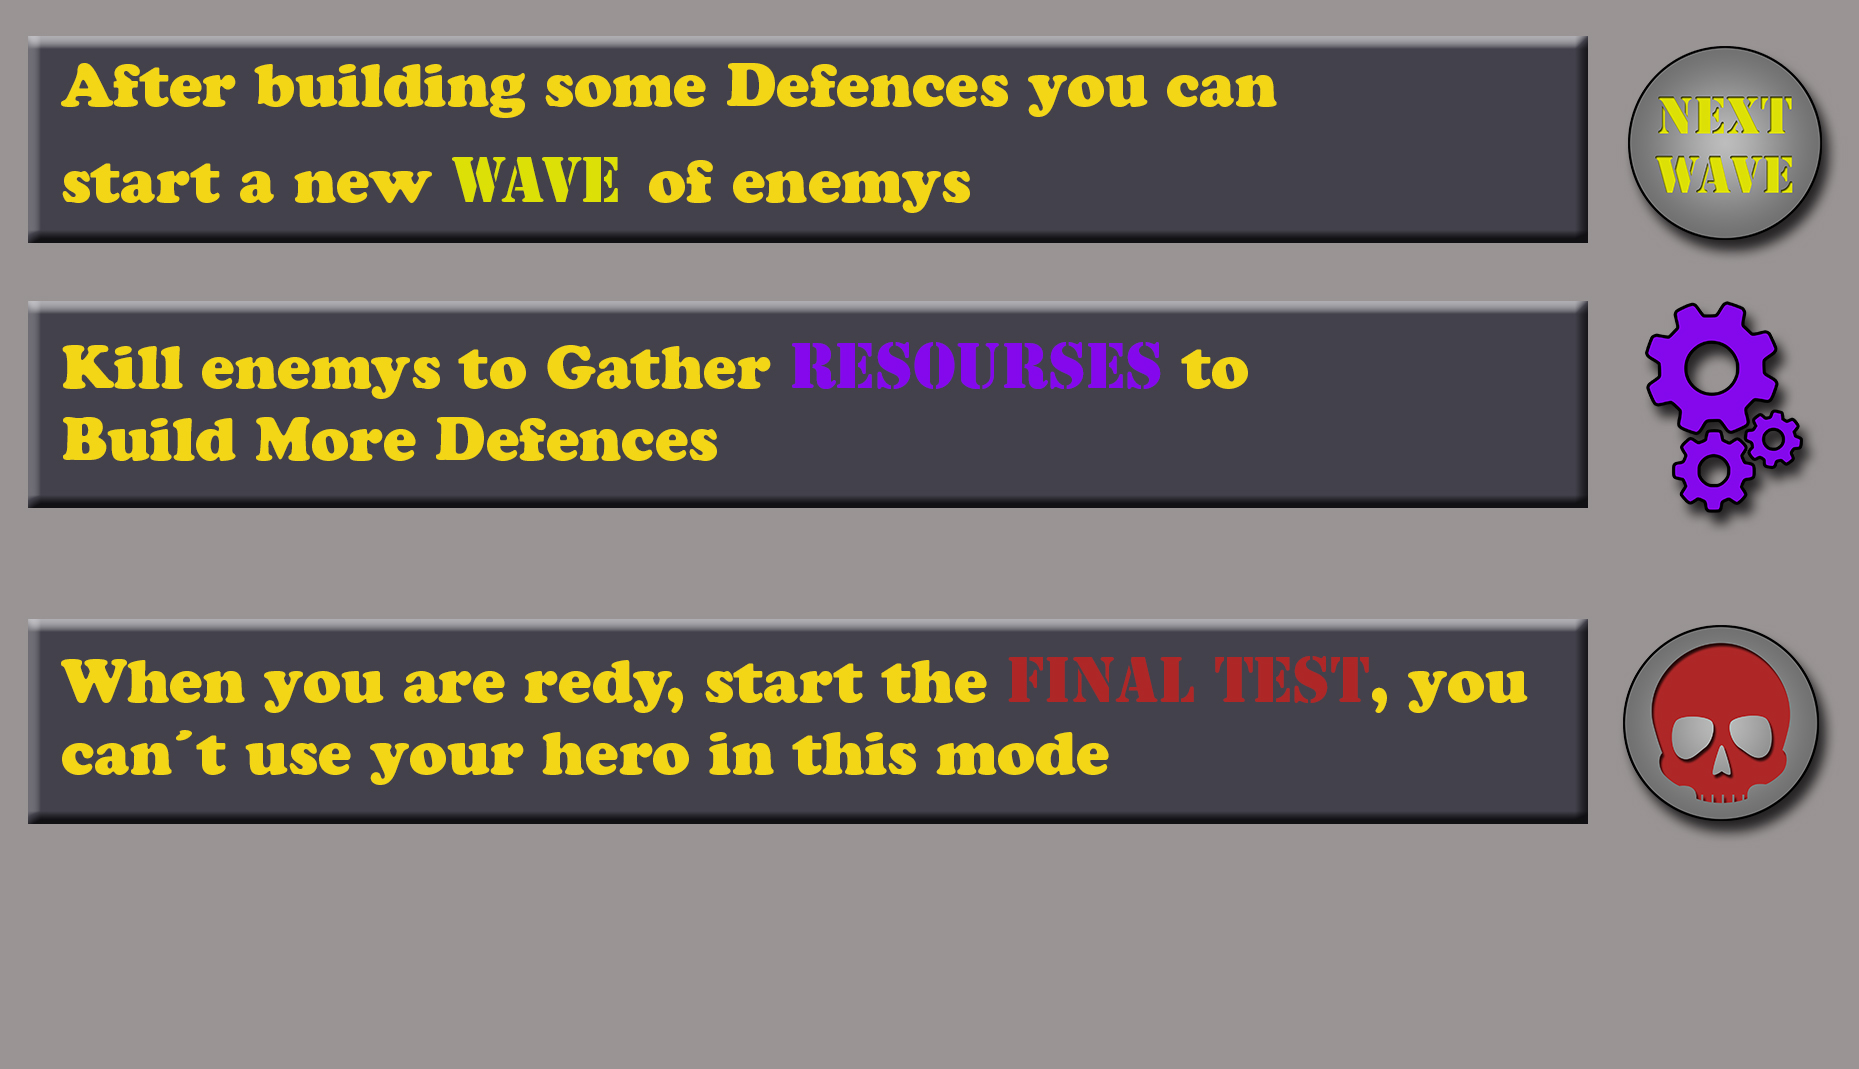 After building some Defences you can
start a new WAVE of enemys
NEXT
WAVE
Kill enemys to Gather RESOURSES to
Build More Defences
When you are redy, start the FINAL TEST, you
can´t use your hero in this mode